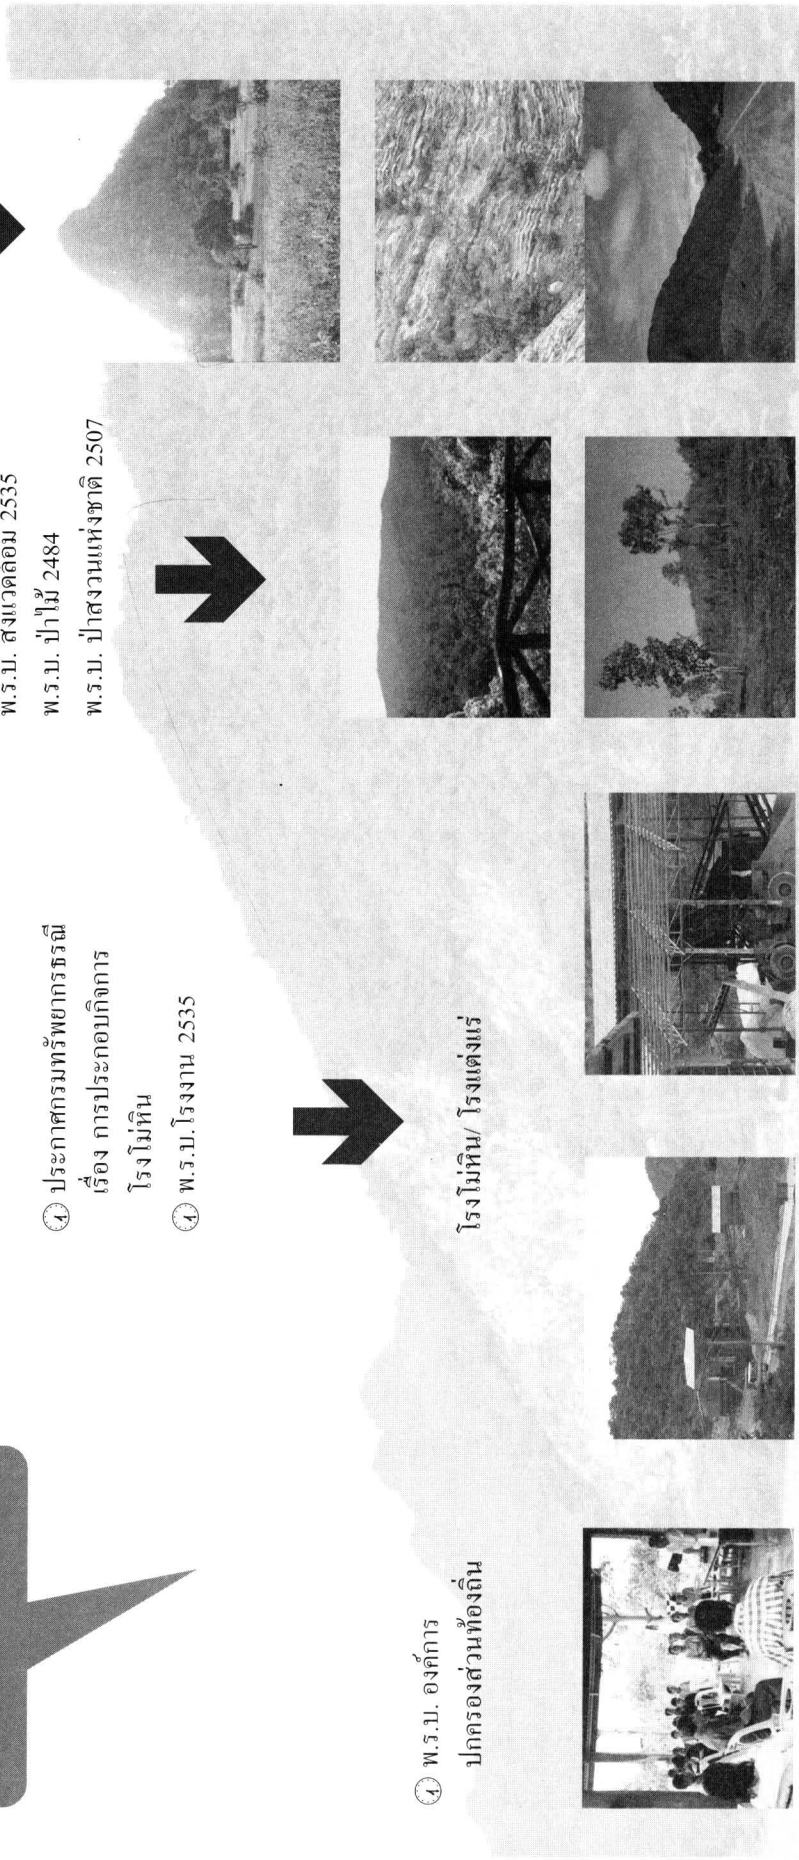 พ.ร.บ. องค์การ
ปกครองส่วนท้องถิ่น
ประกาศกรมทรัพยากรธรณี
เรื่อง การประกอบกิจการ
โรงโม่หิน
พ.ร.บ.โรงงาน 2535
โรงโม่หิน/ โรงแต่งแร่
พ.ร.บ. สิ่งแวดล้อม 2535
พ.ร.บ. ป่าไม้ 2484
พ.ร.บ. ป่าสงวนแห่งชาติ 2507